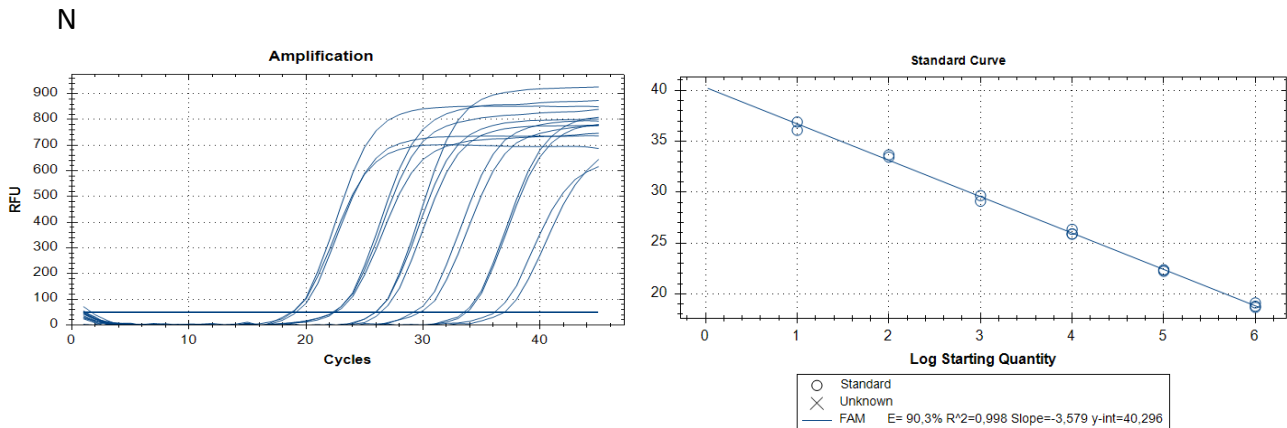 N
Amplification
900
800
700
600
500
400
300
200
100
0
RFU
0 10 20 30 40
Cycles
Standard Curve
40
35
30
25
20
0 1 2 3 4 5 6
Log Starting Quantity
Standard
Unknown
FAM E= 90,3% R^2=0,998 Slope=-3,579 y-int=40,296